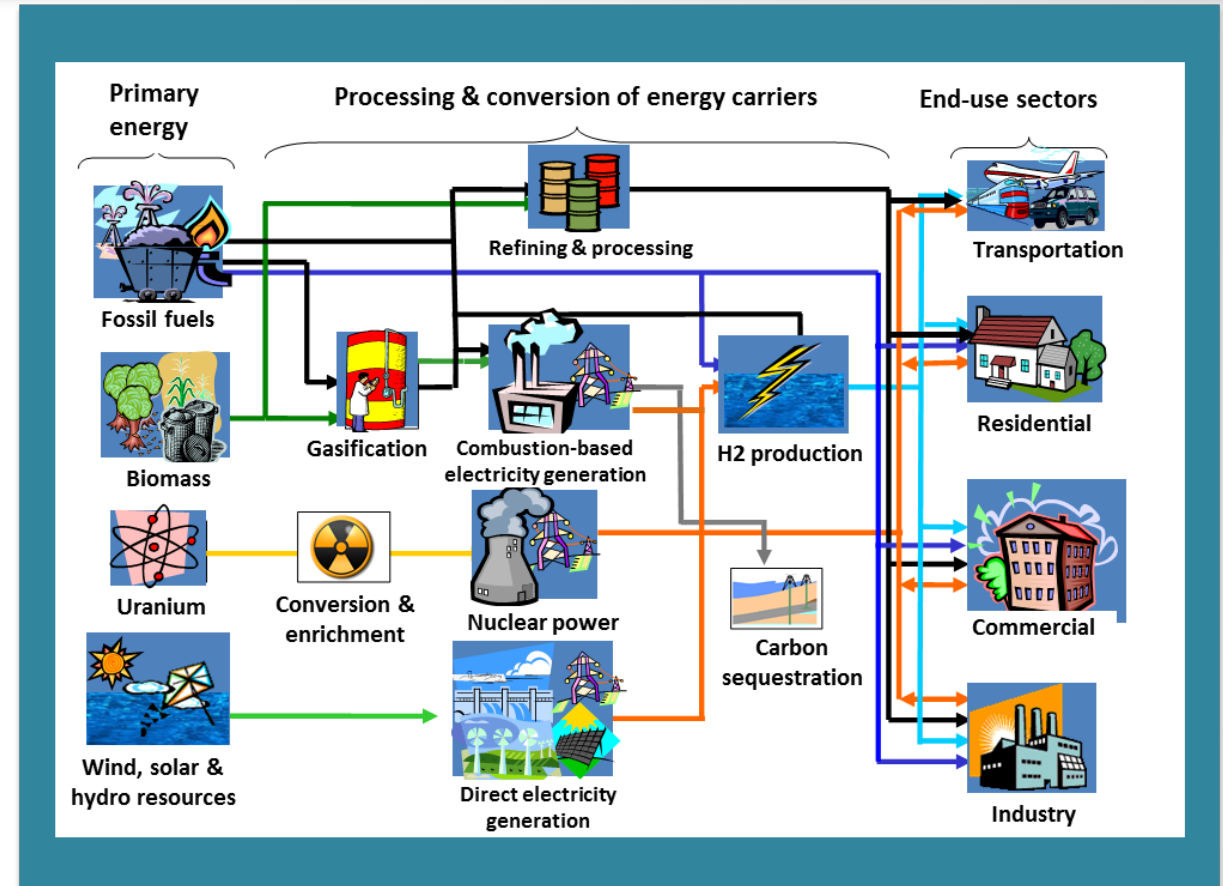 Primary
energy
Processing & conversion of energy carriers
End-use sectors
Refining & processing
Transportation
Fossil fuels
Gasification
Combustion-based
electricity generation
H2 production
Residential
Biomass
Uranium
Conversion &
enrichment
Nuclear power
Carbon
sequestration
Commercial
Wind, solar &
hydro resources
Direct electricity
generation
Industry